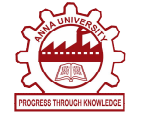 ANNA UNIVERSITY
PROGRESS THROUGH KNOWLEDGE